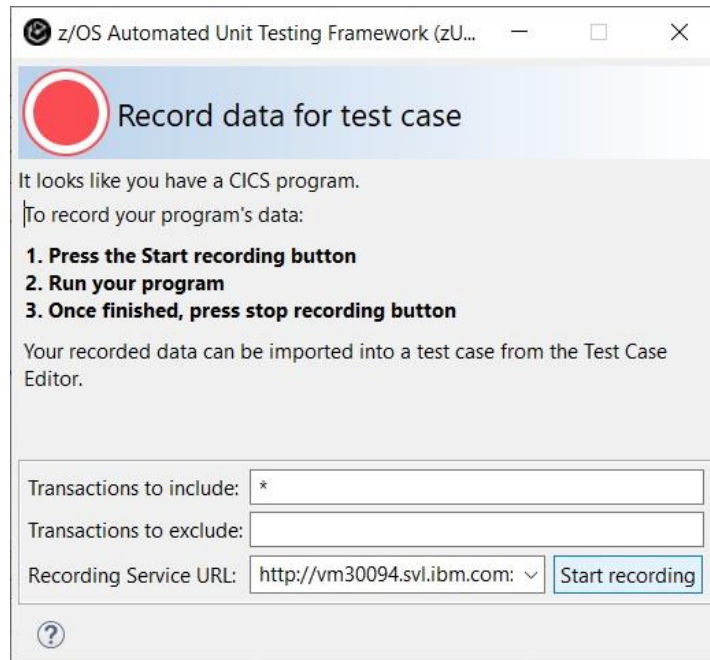 z/OS Automated Unit Testing Framework (zU...
Record data for test case
It looks like you have a CICS program.
To record your program's data:
1. Press the Start recording button
2. Run your program
3. Once finished, press stop recording button
Your recorded data can be imported into a test case from the Test Case
Editor.
Transactions to include: *
Transactions to exclude:
Recording Service URL: http://vm30094.svl.ibm.com: Start recording
?